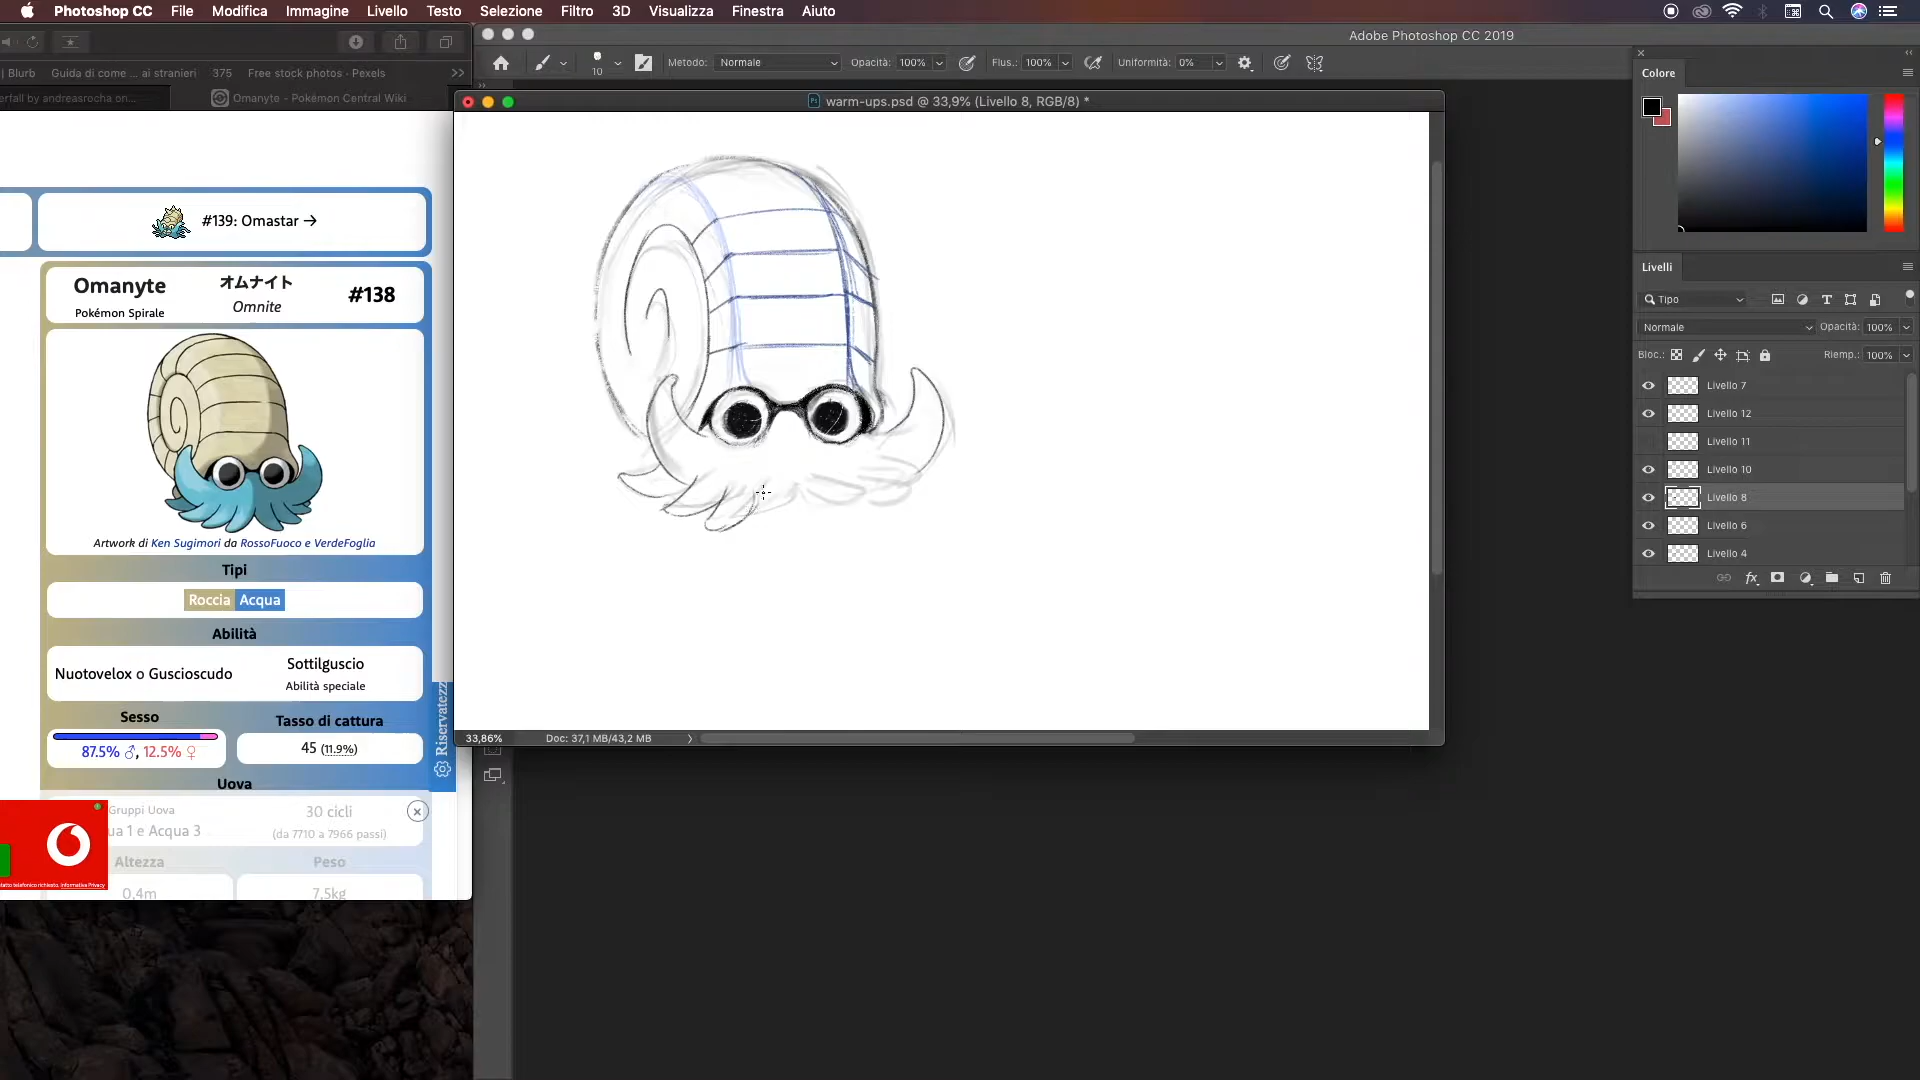 Photoshop CC File Modifica Immagine Livello Testo Selezione Filtro 3D Visualizza Finestra Aiuto
Adobe Photoshop CC 2019
10 Metodo: Normale Opacità: 100% Flus.: 100% Uniformità: 0%
| Blurb Guida di come ... ai stranieri 375 Free stock photos · Pexels >>
erfall by andreasrocha on... Omanyte - Pokémon Central Wiki
warm-ups.psd @ 33,9% (Livello 8, RGB/8) *
#139: Omastar →
Omanyte オムナイト #138
Pokémon Spirale Omnite
Artwork di Ken Sugimori da RossoFuoco e VerdeFoglia
Tipi
Roccia Acqua
Abilità
Nuotovelox o Guscioscudo Sottilguscio
Abilità speciale
Sesso Tasso di cattura
87.5% ♂, 12.5% ♀ 45 (11.9%)
Uova
Gruppi Uova 30 cicli
ua 1 e Acqua 3 (da 7710 a 7966 passi)
Altezza Peso
0,4m 7,5kg
Riservatezz
33,86% Doc: 37,1 MB/43,2 MB
Colore
Livelli
Tipo
Normale Opacità: 100%
Bloc.: Riemp.: 100%
Livello 7
Livello 12
Livello 11
Livello 10
Livello 8
Livello 6
Livello 4
fx